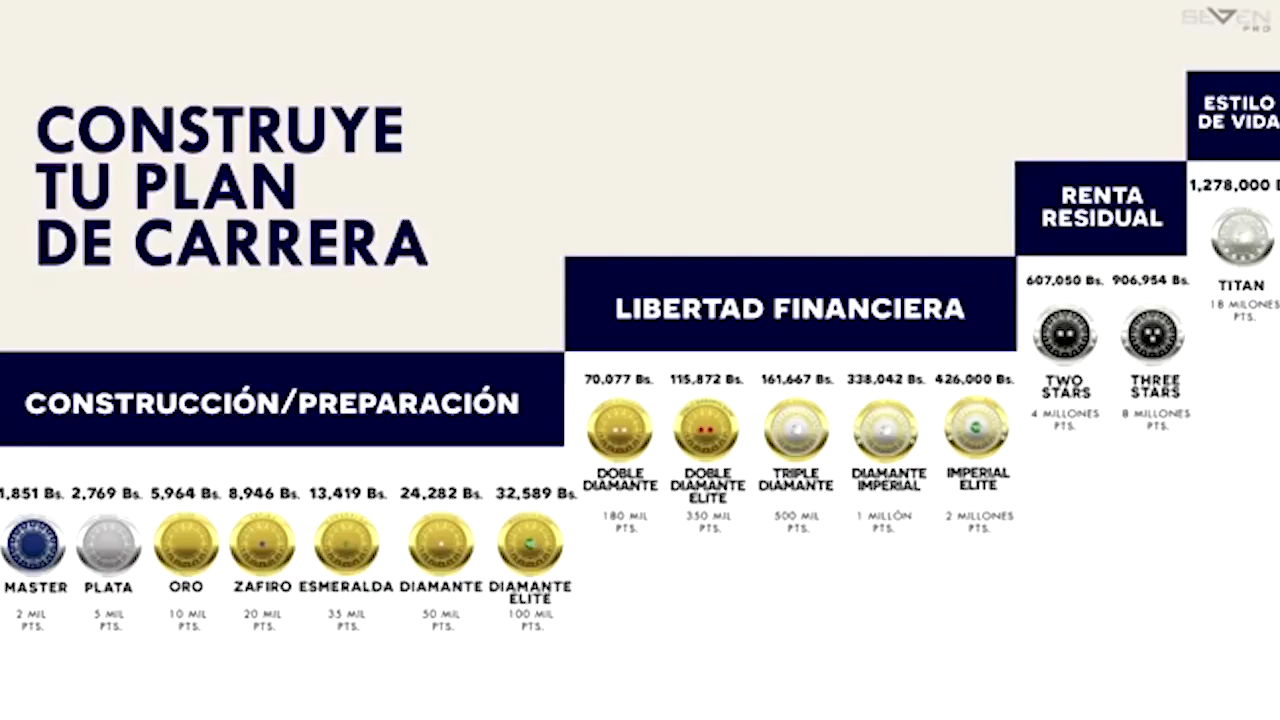 SEVEN
PRO
CONSTRUYE
TU PLAN
DE CARRERA
ESTILO
DE VIDA
1,278,000
TITAN
18 MILONES
PTS.
RENTA
RESIDUAL
607,050 Bs. 906,954 Bs.
TWO
STARS
4 MILLONES
PTS.
THREE
STARS
8 MILLONES
PTS.
LIBERTAD FINANCIERA
70,077 Bs. 115,872 Bs. 161,667 Bs. 338,042 Bs. 426,000 Bs.
DOBLE
DIAMANTE
180 MIL
PTS.
DOBLE
DIAMANTE
ELITE
350 MIL
PTS.
TRIPLE
DIAMANTE
500 MIL
PTS.
DIAMANTE
IMPERIAL
1 MILLÓN
PTS.
IMPERIAL
ELITE
2 MILLONES
PTS.
CONSTRUCCIÓN/PREPARACIÓN
1,851 Bs. 2,769 Bs. 5,964 Bs. 8,946 Bs. 13,419 Bs. 24,282 Bs. 32,589 Bs.
MASTER
2 MIL
PTS.
PLATA
5 MIL
PTS.
ORO
10 MIL
PTS.
ZAFIRO
20 MIL
PTS.
ESMERALDA
35 MIL
PTS.
DIAMANTE
50 MIL
PTS.
DIAMANTE
ELITE
100 MIL
PTS.